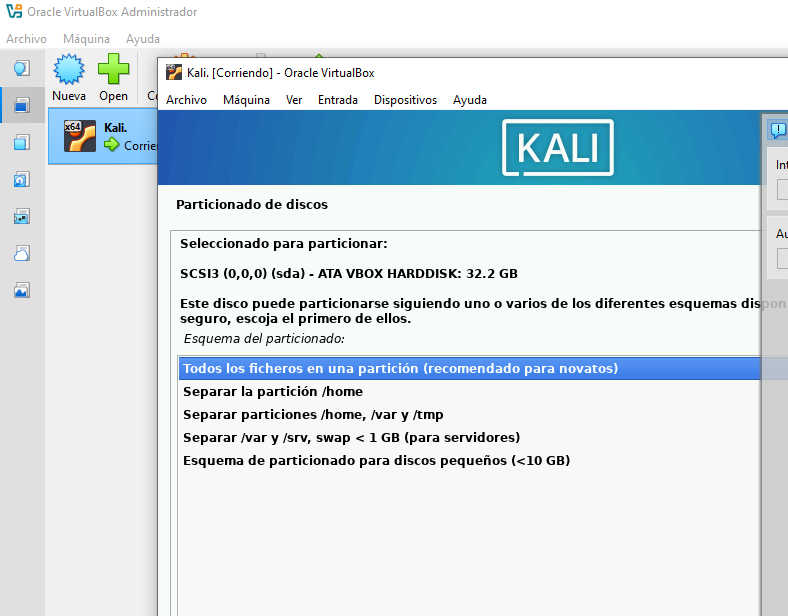 Oracle VirtualBox Administrador
Archivo Máquina Ayuda
Nueva Open
Kali. [Corriendo] - Oracle VirtualBox
Archivo Máquina Ver Entrada Dispositivos Ayuda
x64
Kali.
KALI
Particionado de discos
Seleccionado para particionar:
SCSI3 (0,0,0) (sda) - ATA VBOX HARDDISK: 32.2 GB
Este disco puede particionarse siguiendo uno o varios de los diferentes esquemas dispon
seguro, escoja el primero de ellos.
Esquema del particionado:
Todos los ficheros en una partición (recomendado para novatos)
Separar la partición /home
Separar particiones /home, /var y /tmp
Separar /var y /srv, swap < 1 GB (para servidores)
Esquema de particionado para discos pequeños (<10 GB)